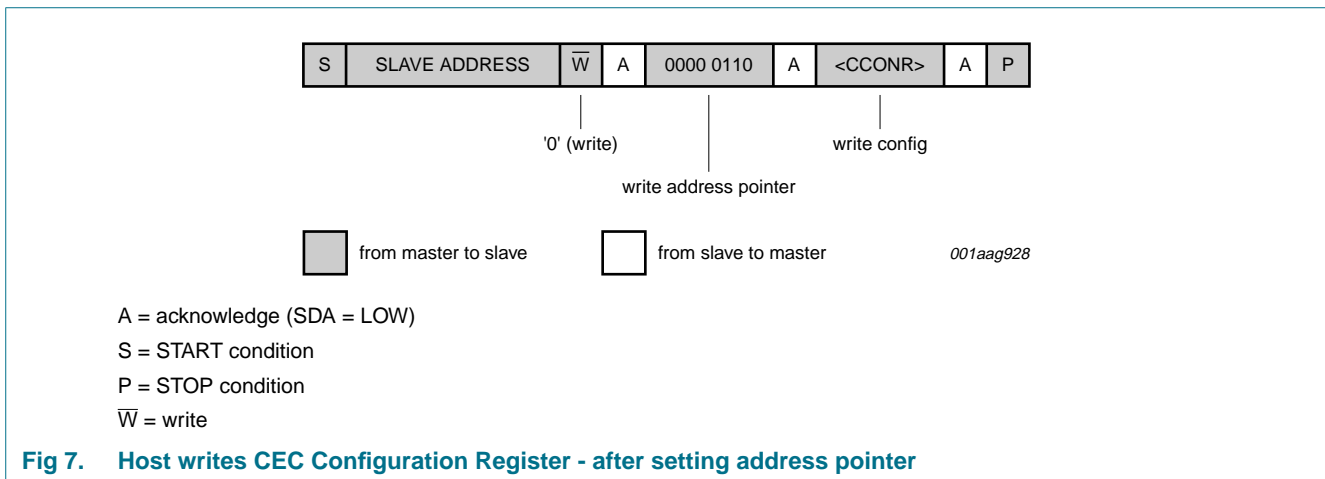 S SLAVE ADDRESS W̅ A 0000 0110 A <CCONR> A P
'0' (write) write config
write address pointer
from master to slave from slave to master 001aag928
A = acknowledge (SDA = LOW)
S = START condition
P = STOP condition
W̅ = write
Fig 7. Host writes CEC Configuration Register - after setting address pointer